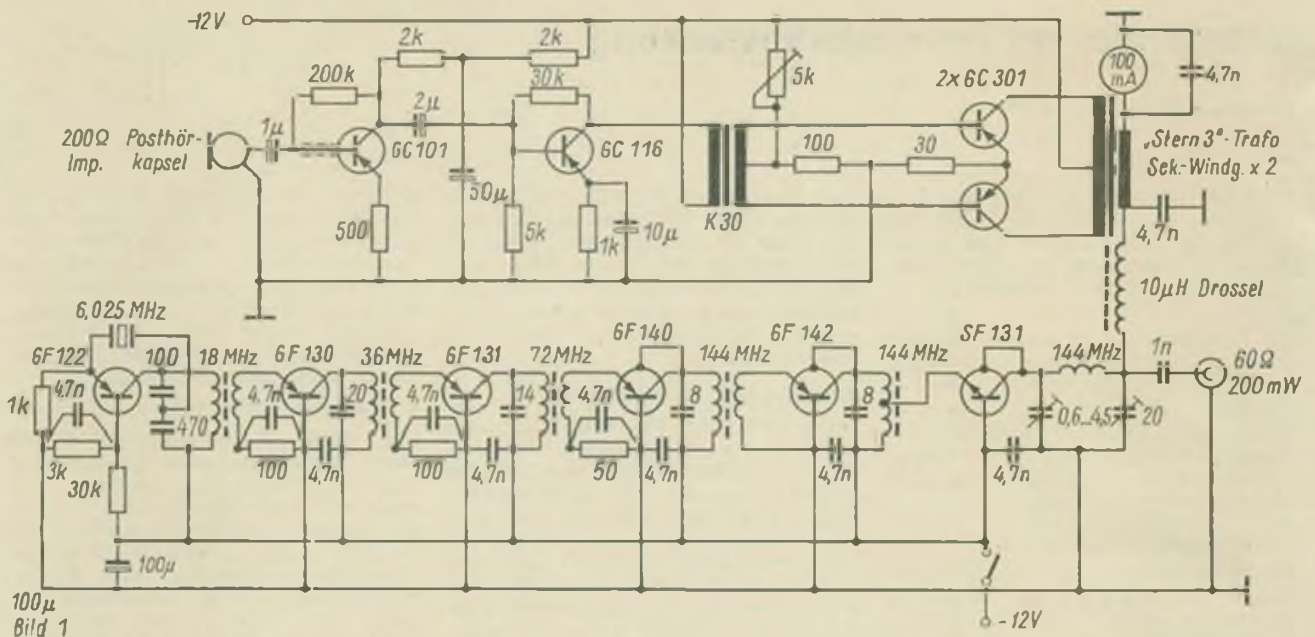 -12V
2k
2k
200k
30k
5k
2x GC 301
100 mA
4,7n
200Ω Imp.
Posthör-
kapsel
1μ
2μ
GC 101
GC 116
50μ
500
5k
1k
10μ
K30
100
30
„Stern 3"-Trafo
Sek.-Windg. x 2
4,7n
10μH Drossel
6,025 MHz
GF 122
100
18 MHz
GF 130
36 MHz
GF 131
72 MHz
GF 140
144 MHz
GF 142
144 MHz
SF 131
144 MHz
1n
60Ω
200 mW
1k
4,7n
470
4,7n
20
4,7n
14
4,7n
8
8
0,6...4,5
20
3k
30k
100
4,7n
100
4,7n
50
4,7n
4,7n
4,7n
100μ
100μ
-12V
Bild 1